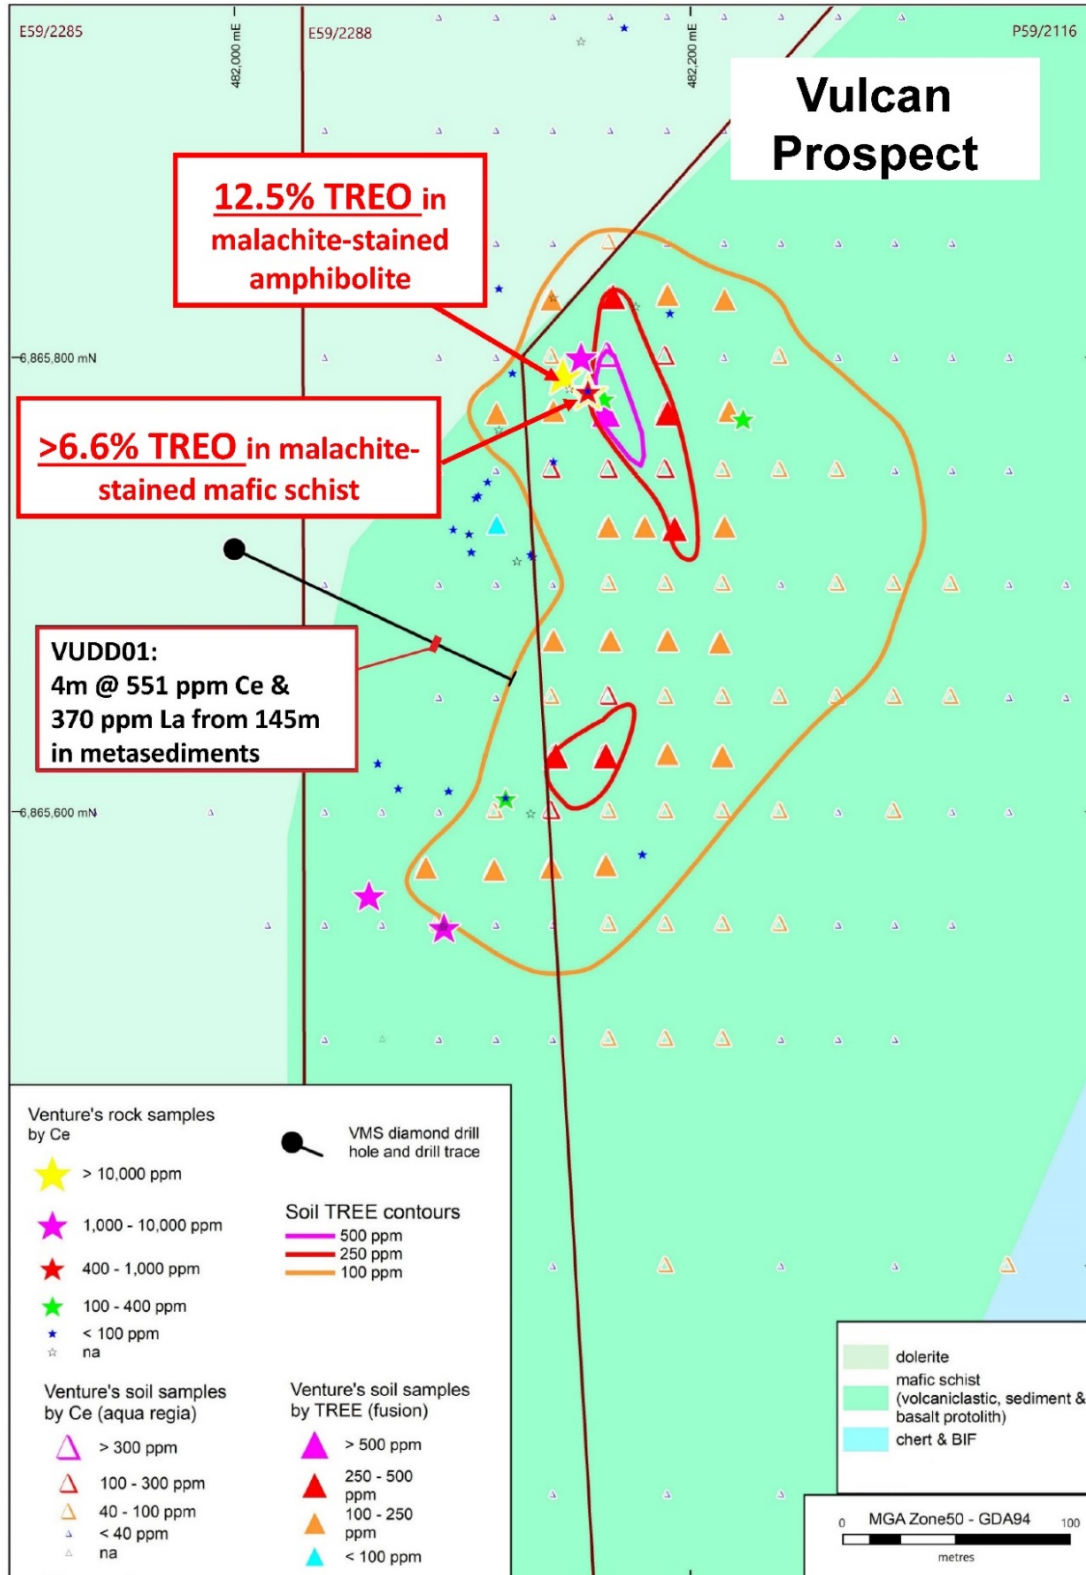 E59/2285
E59/2288
P59/2116
482,000 mE
482,200 mE
Vulcan
Prospect
12.5% TREO in
malachite-stained
amphibolite
6,865,800 mN
>6.6% TREO in malachite-
stained mafic schist
VUDD01:
4m @ 551 ppm Ce &
370 ppm La from 145m
in metasediments
6,865,600 mN
Venture's rock samples
by Ce
> 10,000 ppm
1,000 - 10,000 ppm
400 - 1,000 ppm
100 - 400 ppm
< 100 ppm
na
VMS diamond drill
hole and drill trace
Soil TREE contours
500 ppm
250 ppm
100 ppm
Venture's soil samples
by Ce (aqua regia)
> 300 ppm
100 - 300 ppm
40 - 100 ppm
< 40 ppm
na
Venture's soil samples
by TREE (fusion)
> 500 ppm
250 - 500
ppm
100 - 250
ppm
< 100 ppm
dolerite
mafic schist
(volcaniclastic, sediment &
basalt protolith)
chert & BIF
MGA Zone50 - GDA94
0
100
metres